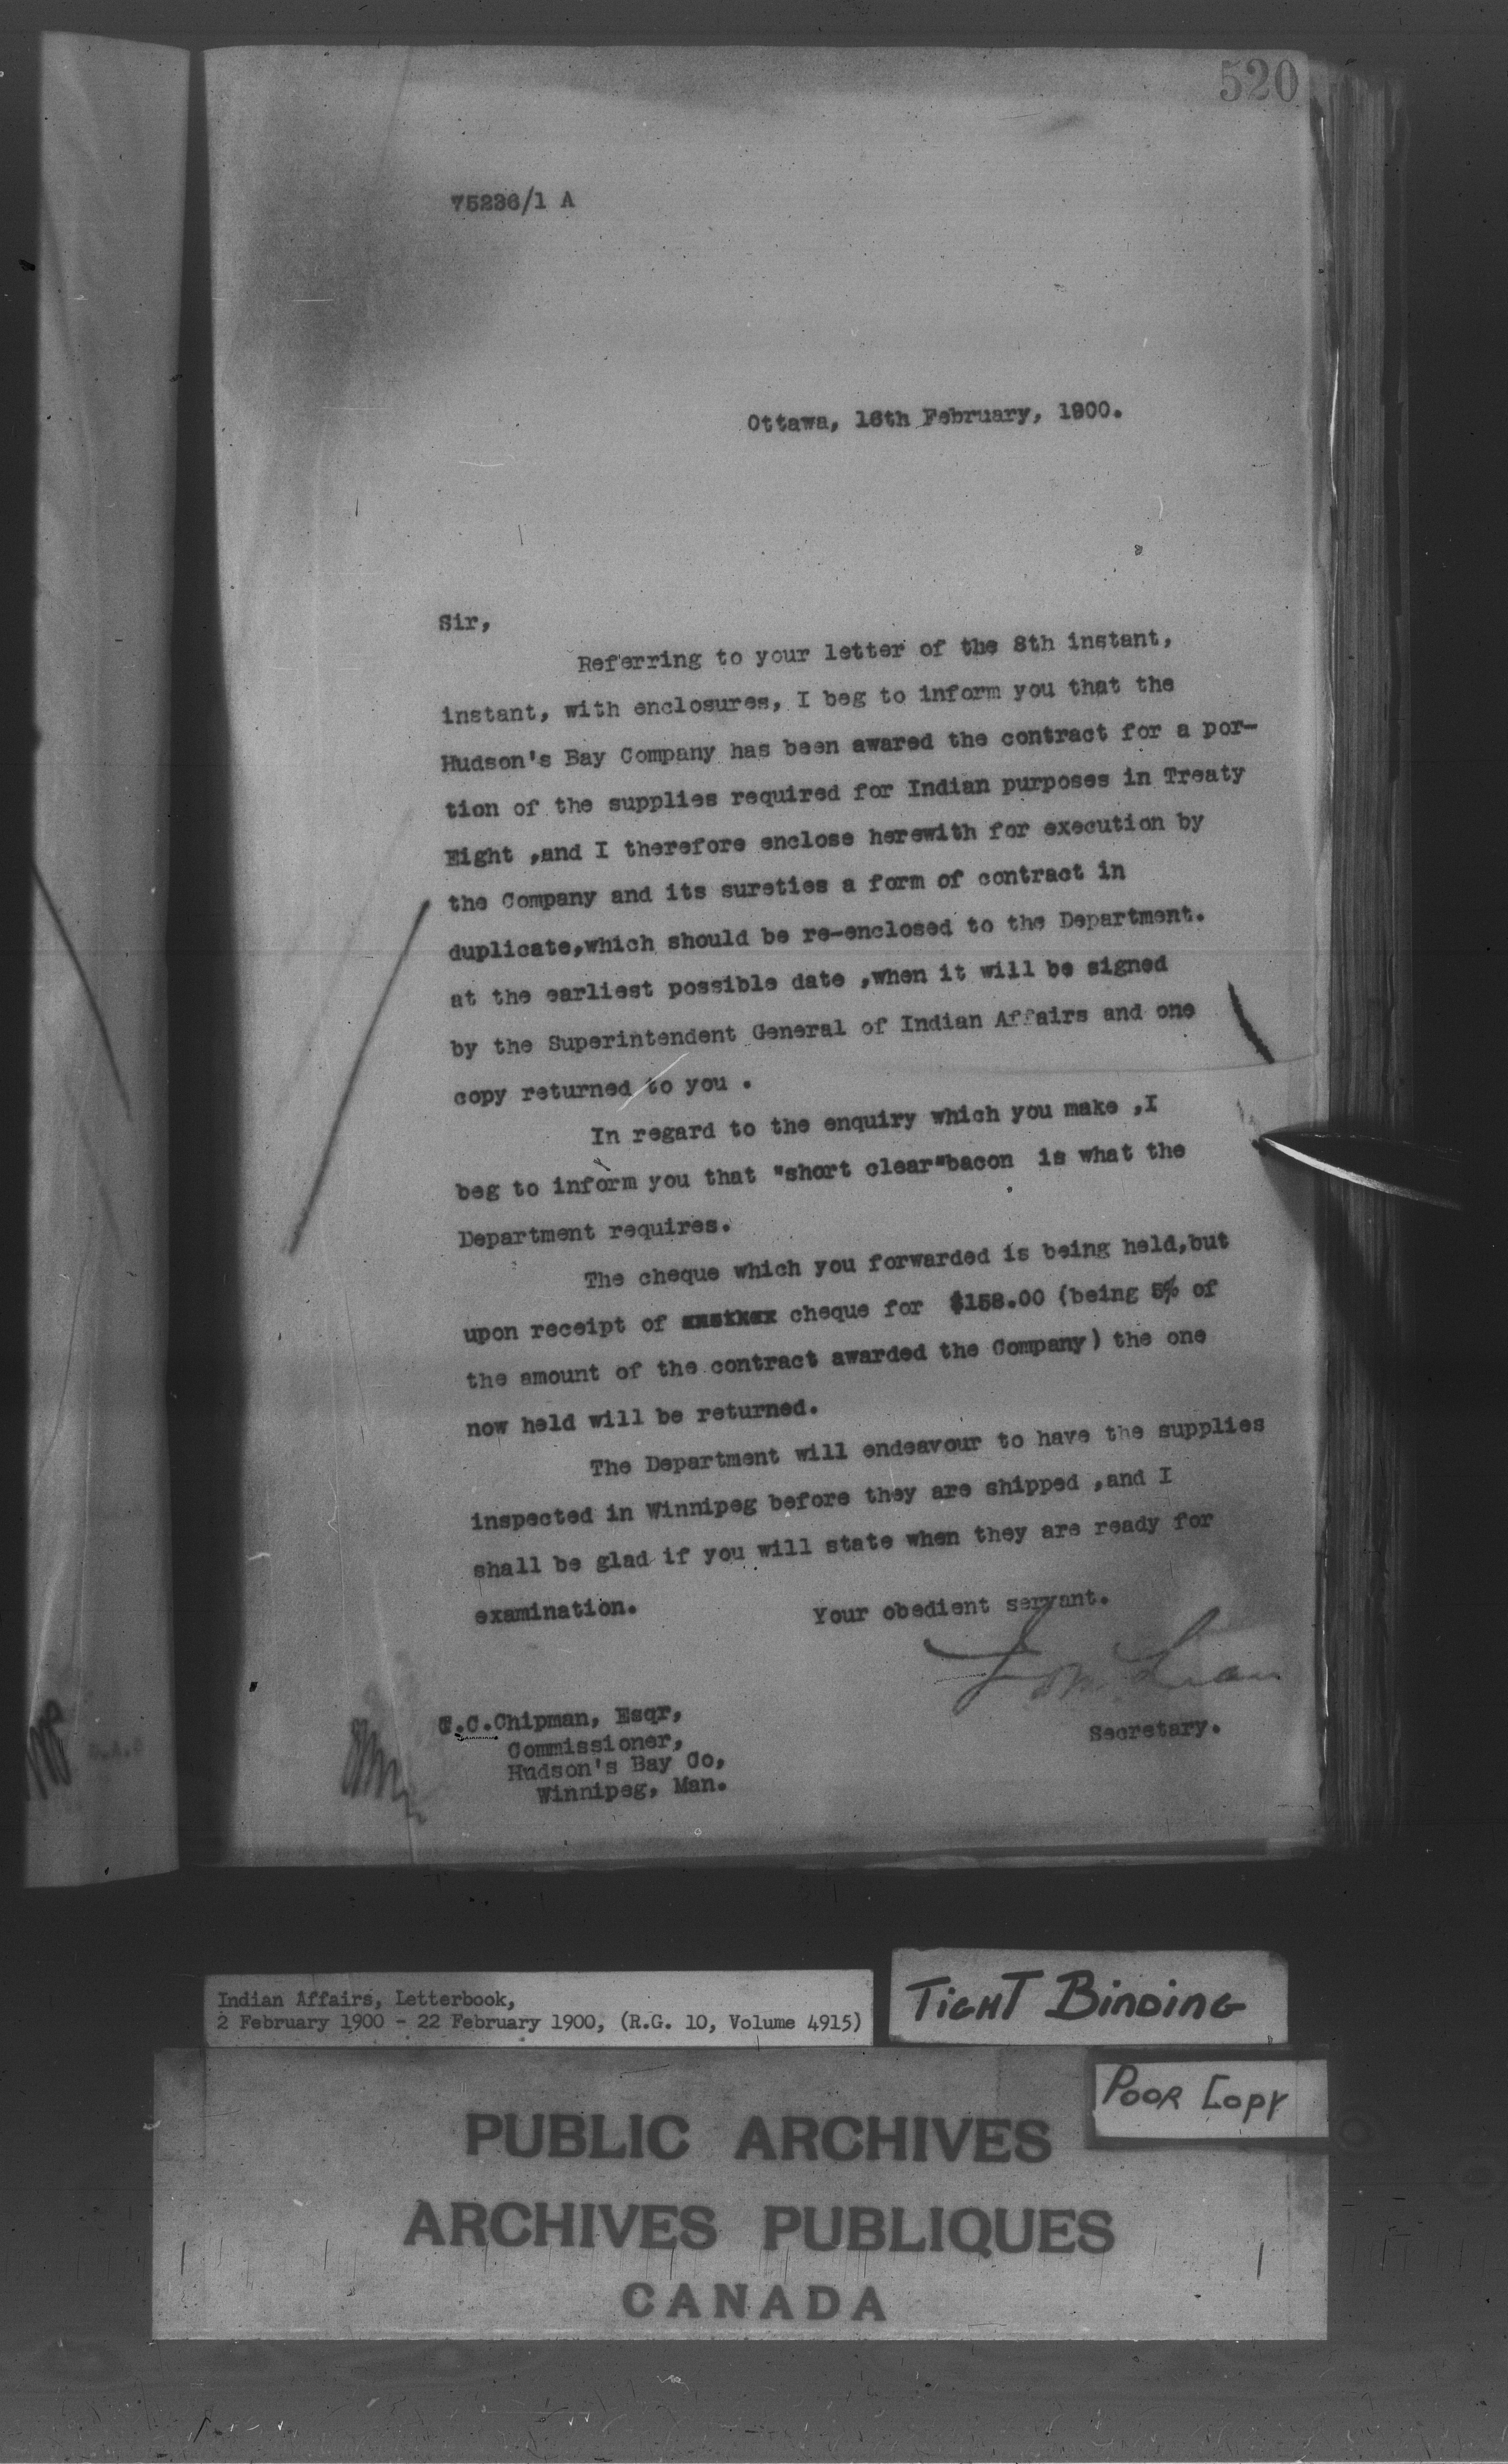 520
75236/1 A
Ottawa, 16th February, 1900.
Sir,
Referring to your letter of the 8th instant,
instant, with enclosures, I beg to inform you that the
Hudson's Bay Company has been awared the contract for a por-
tion of the supplies required for Indian purposes in Treaty
Eight ,and I therefore enclose herewith for execution by
the Company and its sureties a form of contract in
duplicate,which should be re-enclosed to the Department.
at the earliest possible date ,when it will be signed
by the Superintendent General of Indian Affairs and one
copy returned to you .
In regard to the enquiry which you make ,I
beg to inform you that "short clear"bacon is what the
Department requires.
The cheque which you forwarded is being held,but
upon receipt of cheque for $158.00 (being 5% of
the amount of the contract awarded the Company) the one
now held will be returned.
The Department will endeavour to have the supplies
inspected in Winnipeg before they are shipped ,and I
shall be glad if you will state when they are ready for
examination.
Your obedient servant.
Secretary.
C.C.Chipman, Esqr,
Commissioner,
Hudson's Bay Co,
Winnipeg, Man.
Indian Affairs, Letterbook,
2 February 1900 - 22 February 1900, (R.G. 10, Volume 4915)
TIGHT BINDING
POOR COPY
PUBLIC ARCHIVES
ARCHIVES PUBLIQUES
CANADA